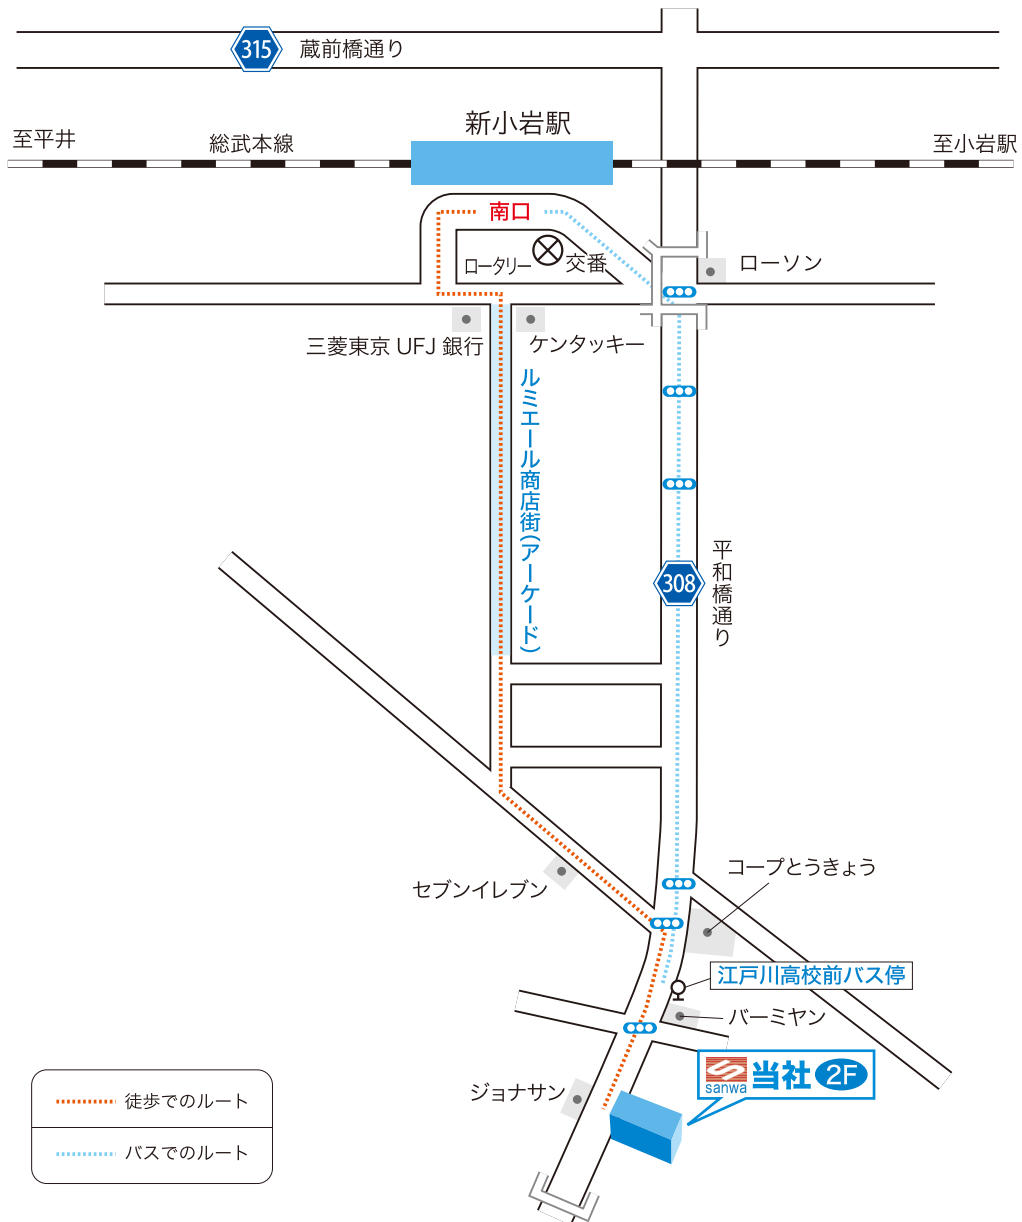 315 蔵前橋通り
新小岩駅
至平井
総武本線
至小岩駅
南口
ロータリー
交番
ローソン
三菱東京 UFJ 銀行
ケンタッキー
ルミエール商店街(アーケード)
308
平和橋通り
コープとうきょう
セブンイレブン
江戸川高校前バス停
バーミヤン
sanwa 当社 2F
ジョナサン
徒歩でのルート
バスでのルート